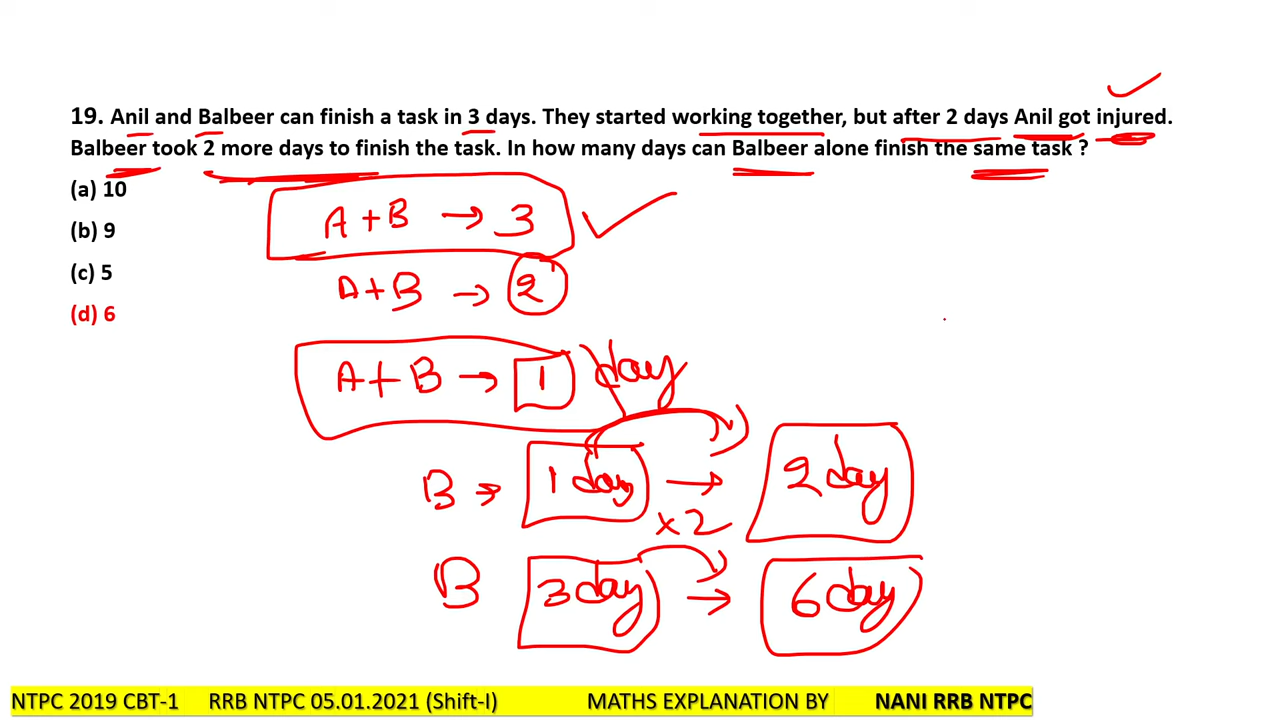 19. Anil and Balbeer can finish a task in 3 days. They started working together, but after 2 days Anil got injured.
Balbeer took 2 more days to finish the task. In how many days can Balbeer alone finish the same task ?
(a) 10
(b) 9
(c) 5
(d) 6
A+B → 3
A+B → 2
A+B → 1 day
B → 1 day → 2 day
×2
B 3 day → 6 day
NTPC 2019 CBT-1 RRB NTPC 05.01.2021 (Shift-I) MATHS EXPLANATION BY NANI RRB NTPC